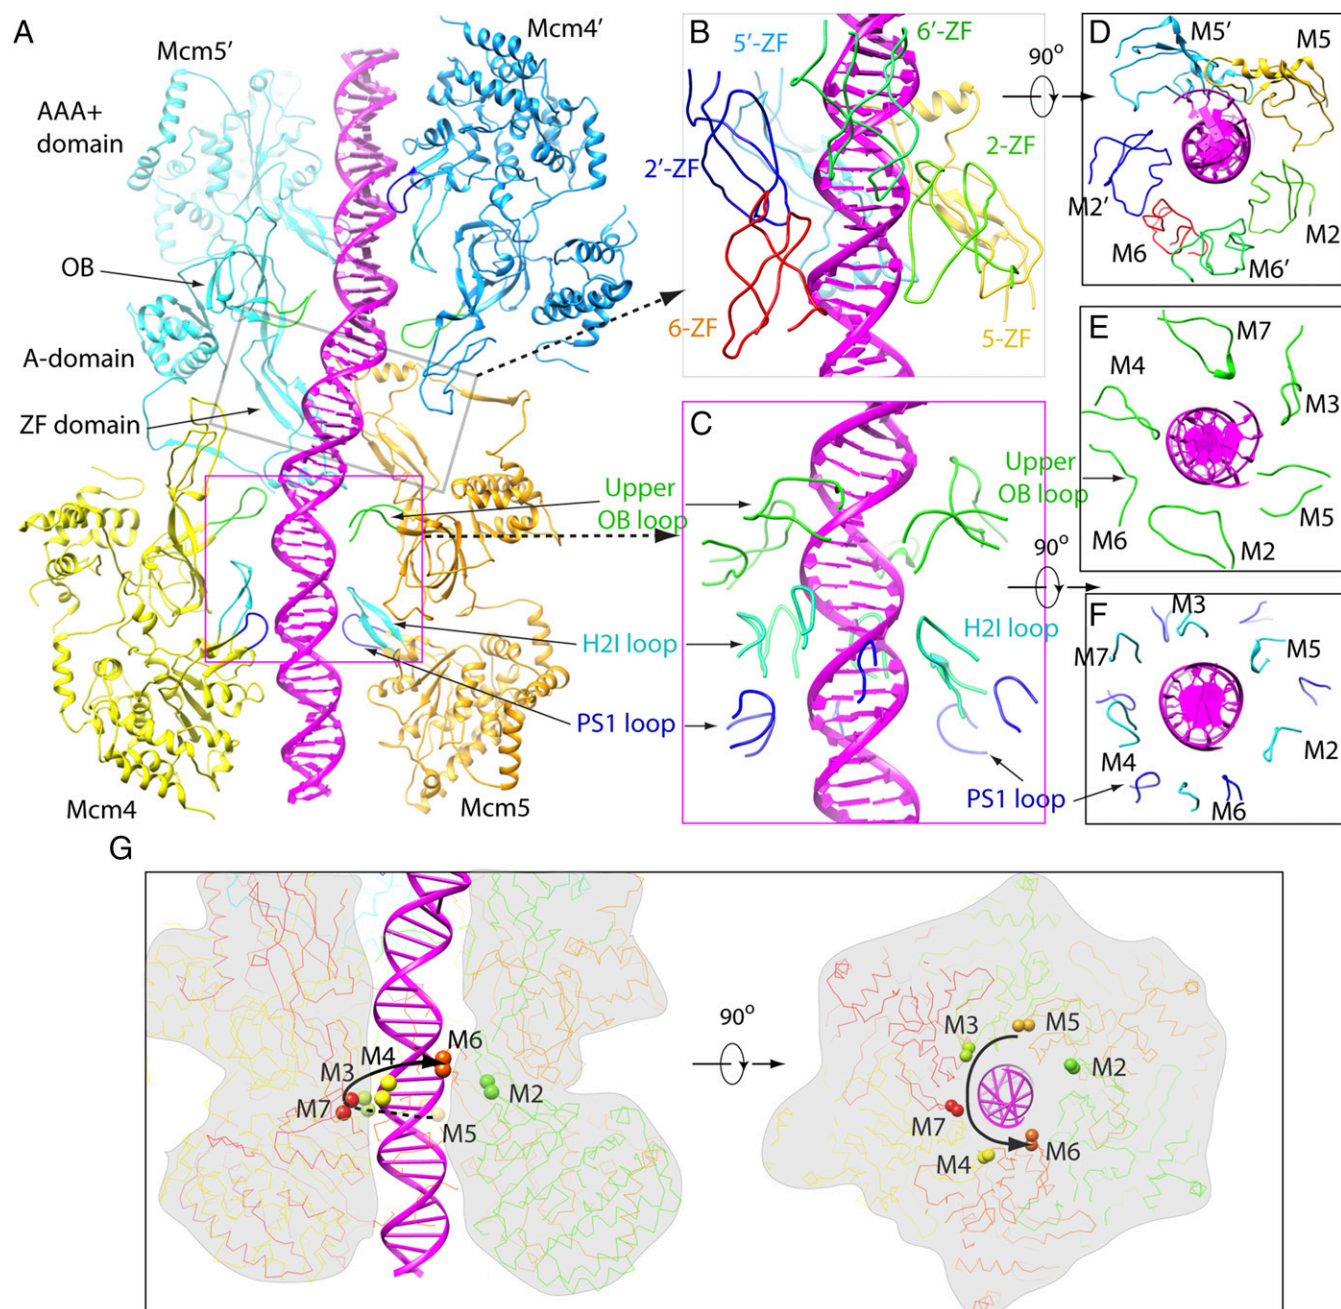 A
Mcm5′
Mcm4′
AAA+
domain
OB
A-domain
ZF domain
Upper
OB loop
H2I loop
PS1 loop
Mcm4
Mcm5
B
5′-ZF
6′-ZF
2′-ZF
2-ZF
6-ZF
5-ZF
90°
D
M5′
M5
M2′
M2
M6
M6′
C
Upper
OB loop
H2I loop
PS1 loop
90°
E
M7
M4
M3
M6
M5
M2
F
M3
M7
M5
M4
M2
M6
G
M6
M4
M3
M7
M2
M5
90°
M3
M5
M2
M7
M4
M6